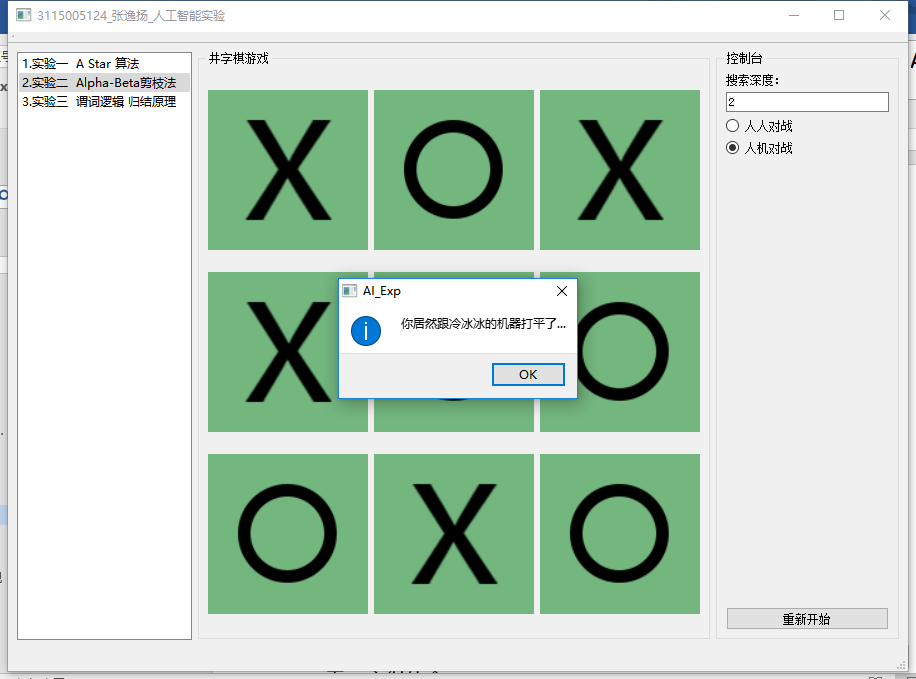 3115005124_张逸扬_人工智能实验
1.实验一 A Star 算法
2.实验二 Alpha-Beta剪枝法
3.实验三 谓词逻辑 归结原理
井字棋游戏
X O X
X O
O X O
AI_Exp
你居然跟冷冰冰的机器打平了...
OK
控制台
搜索深度：
2
人人对战
人机对战
重新开始